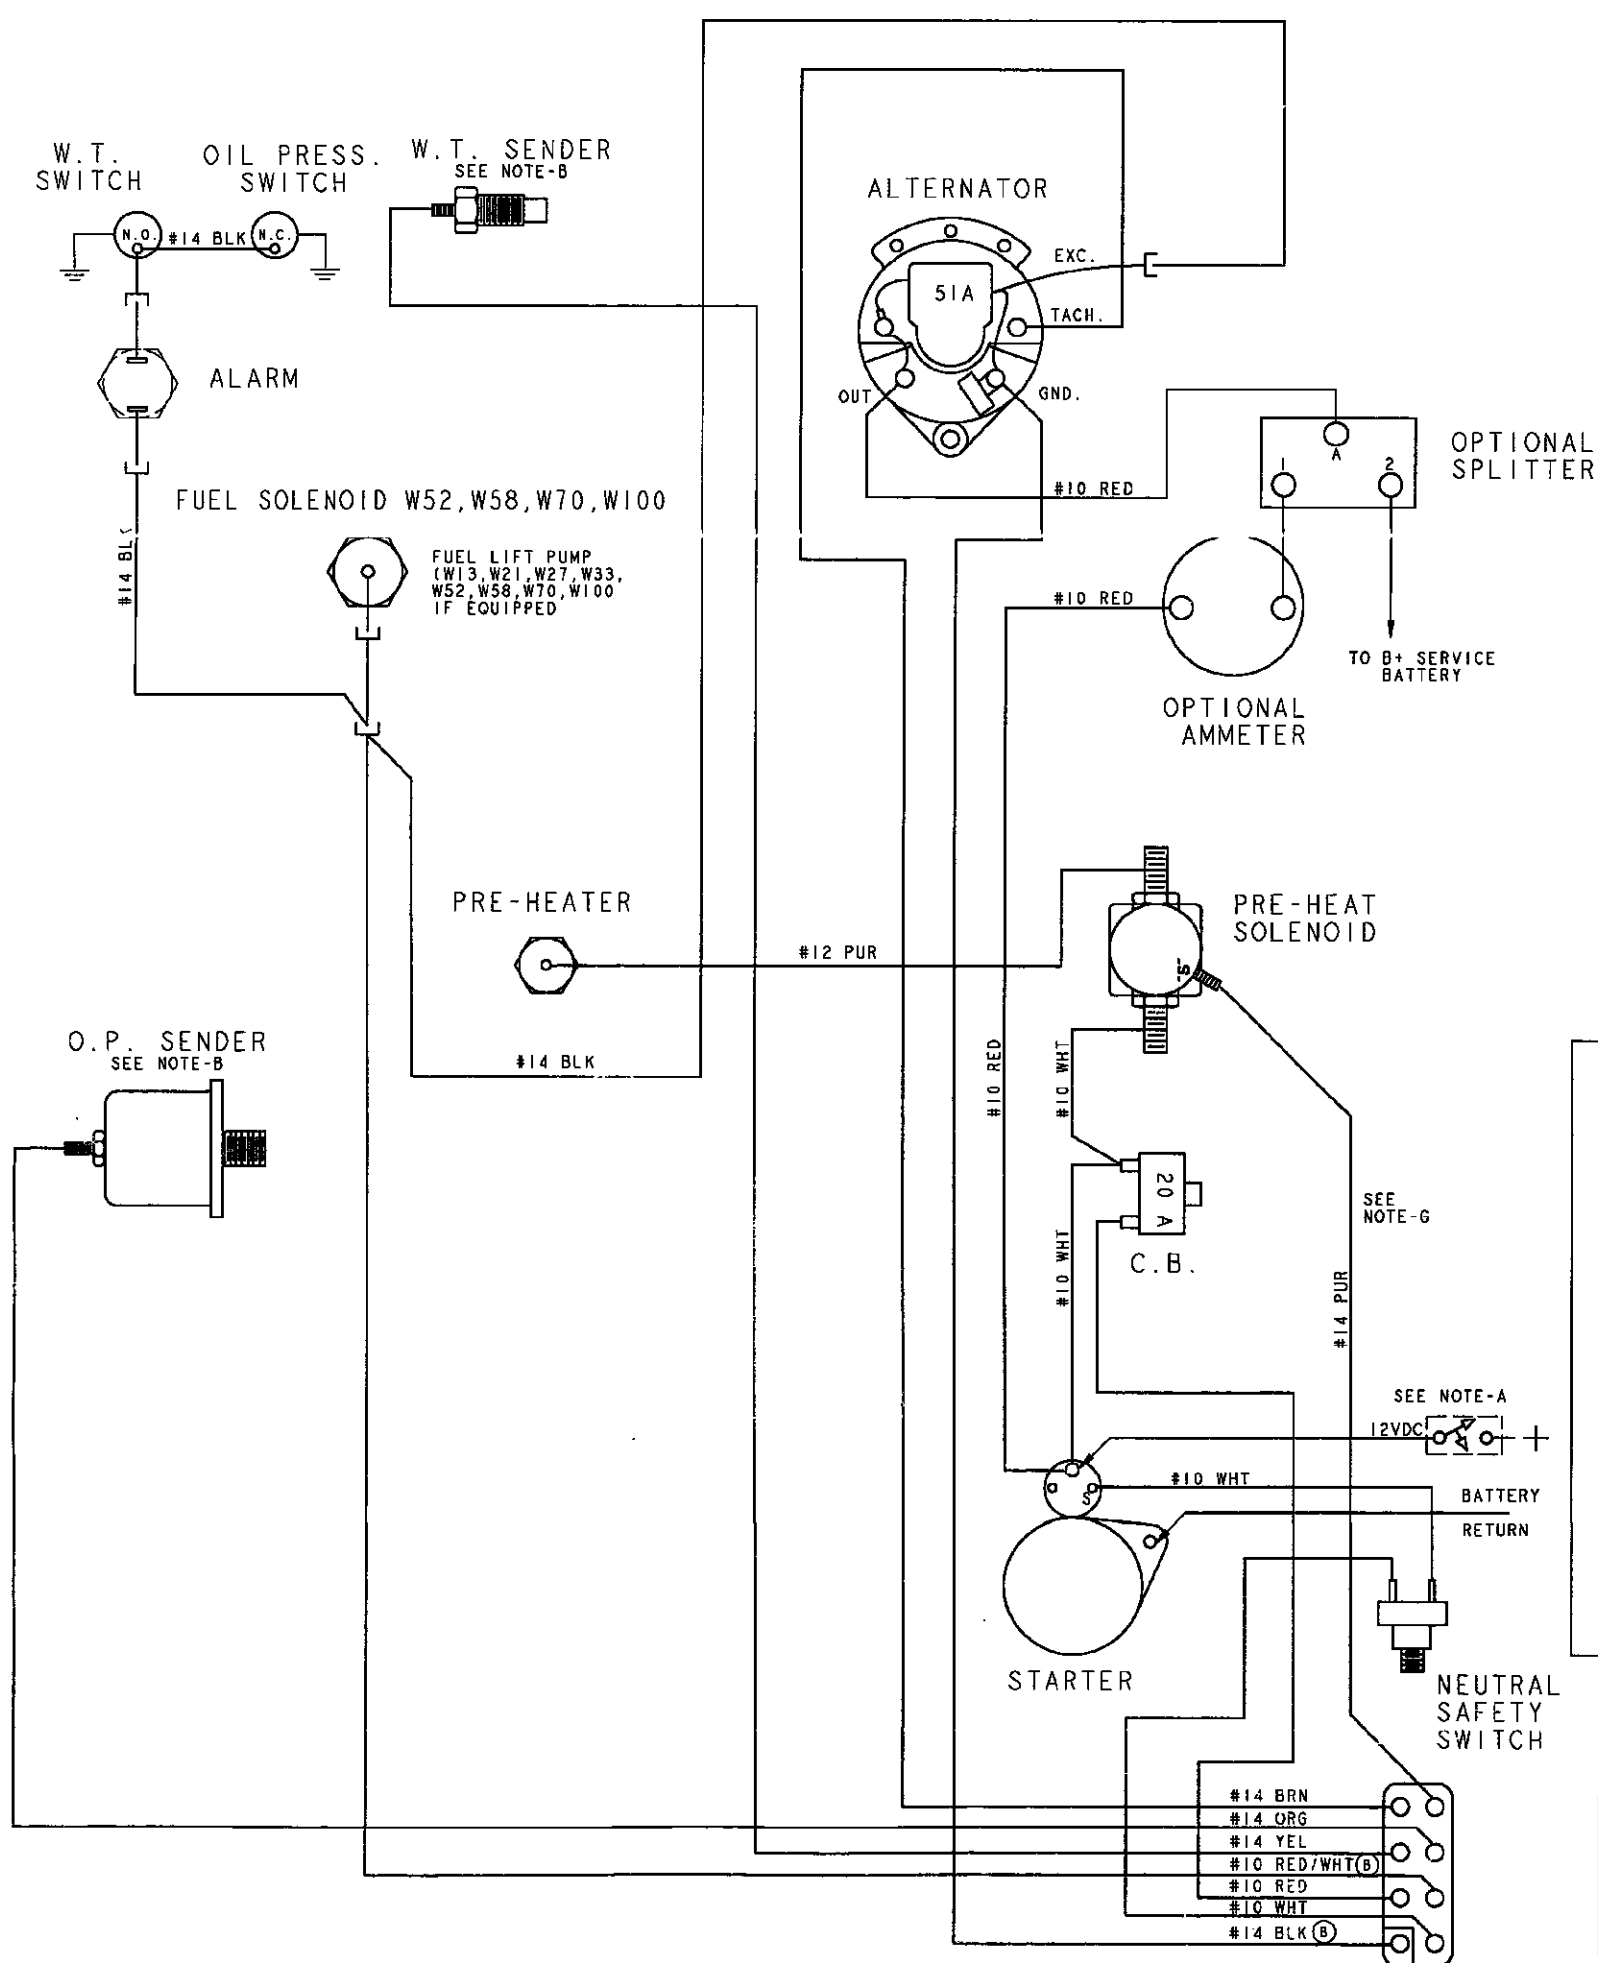 W.T.
SWITCH
OIL PRESS.
SWITCH
W.T. SENDER
SEE NOTE-B
N.O.
#14 BLK
N.C.
ALTERNATOR
EXC.
51A
TACH.
OUT
GND.
ALARM
A
1
2
OPTIONAL
SPLITTER
#10 RED
FUEL SOLENOID W52,W58,W70,W100
FUEL LIFT PUMP
(W13,W21,W27,W33,
W52,W58,W70,W100
IF EQUIPPED
#14 BLK
#10 RED
TO B+ SERVICE
BATTERY
OPTIONAL
AMMETER
PRE-HEATER
#12 PUR
PRE-HEAT
SOLENOID
-S-
O.P. SENDER
SEE NOTE-B
#14 BLK
#10 RED
#10 WHT
20 A
C.B.
SEE
NOTE-G
#10 WHT
#14 PUR
SEE NOTE-A
12VDC
+
#10 WHT
S
BATTERY
RETURN
STARTER
NEUTRAL
SAFETY
SWITCH
#14 BRN
#14 ORG
#14 YEL
#10 RED/WHT B
#10 RED
#10 WHT
#14 BLK B